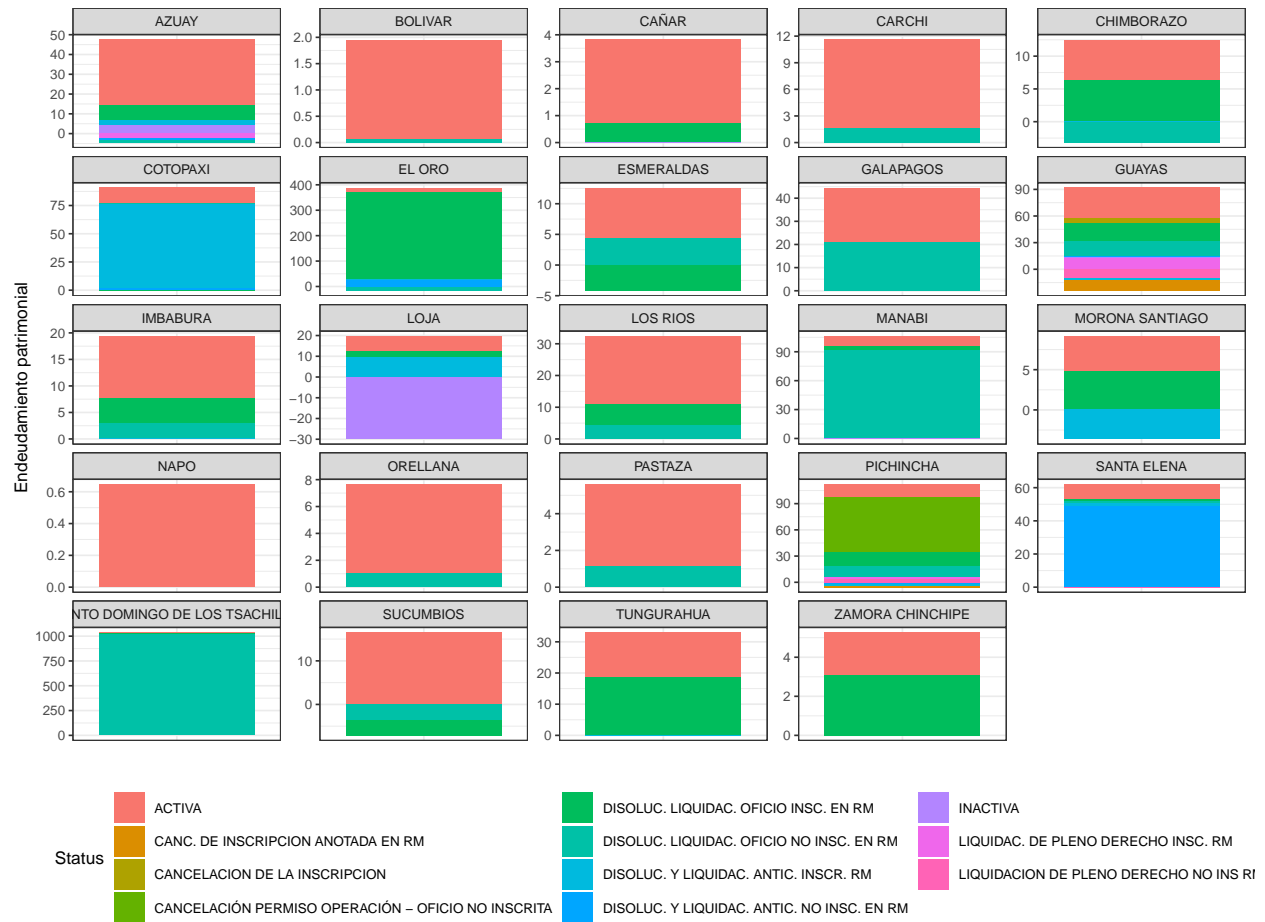 AZUAY
BOLIVAR
CAÑAR
CARCHI
CHIMBORAZO
50
40
30
20
10
0
2.0
1.5
1.0
0.5
0.0
4
3
2
1
0
12
9
6
3
0
10
5
0
COTOPAXI
EL ORO
ESMERALDAS
GALAPAGOS
GUAYAS
75
50
25
0
400
300
200
100
0
10
5
0
−5
40
30
20
10
0
90
60
30
0
IMBABURA
LOJA
LOS RIOS
MANABI
MORONA SANTIAGO
20
15
10
5
0
20
10
0
−10
−20
−30
30
20
10
0
90
60
30
0
5
0
NAPO
ORELLANA
PASTAZA
PICHINCHA
SANTA ELENA
0.6
0.4
0.2
0.0
8
6
4
2
0
4
2
0
90
60
30
0
60
40
20
0
NTO DOMINGO DE LOS TSACHIL
SUCUMBIOS
TUNGURAHUA
ZAMORA CHINCHIPE
1000
750
500
250
0
10
0
30
20
10
0
4
2
0
Endeudamiento patrimonial
Status
ACTIVA
CANC. DE INSCRIPCION ANOTADA EN RM
CANCELACION DE LA INSCRIPCION
CANCELACIÓN PERMISO OPERACIÓN − OFICIO NO INSCRITA
DISOLUC. LIQUIDAC. OFICIO INSC. EN RM
DISOLUC. LIQUIDAC. OFICIO NO INSC. EN RM
DISOLUC. Y LIQUIDAC. ANTIC. INSCR. RM
DISOLUC. Y LIQUIDAC. ANTIC. NO INSC. EN RM
INACTIVA
LIQUIDAC. DE PLENO DERECHO INSC. RM
LIQUIDACION DE PLENO DERECHO NO INS RM